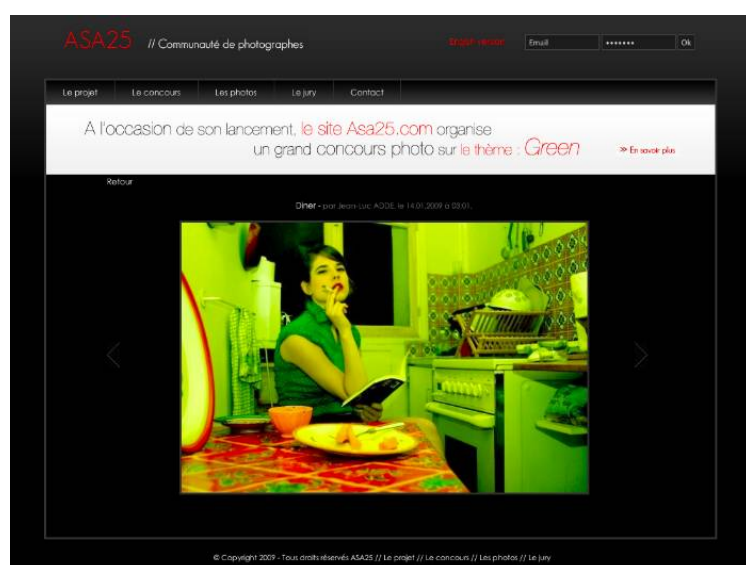 ASA25 // Communauté de photographes
English version Email ••••••• Ok
Le projet Le concours Les photos Le jury Contact
A l'occasion de son lancement, le site Asa25.com organise
un grand concours photo sur le thème : Green
>> En savoir plus
Retour
Diner - par Jean-Luc ADDE, le 14.01.2009 à 03:01.
© Copyright 2009 - Tous droits réservés ASA25 // Le projet // Le concours // Les photos // Le jury